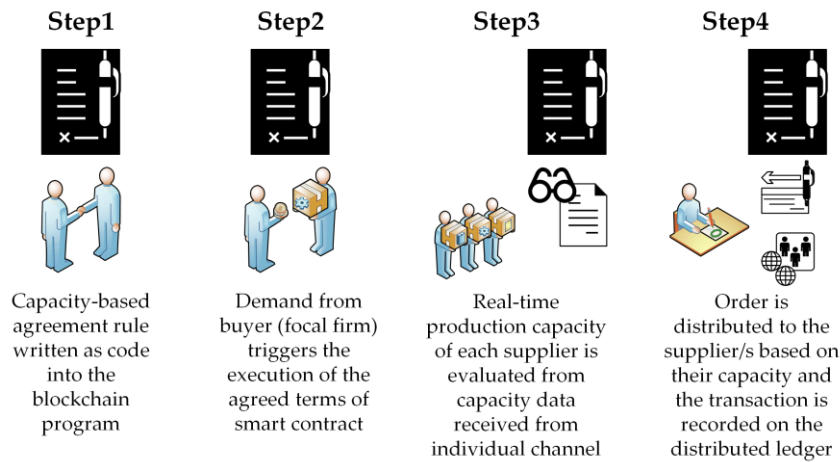 Step1
Step2
Step3
Step4
Capacity-based
agreement rule
written as code
into the
blockchain
program
Demand from
buyer (focal firm)
triggers the
execution of the
agreed terms of
smart contract
Real-time
production capacity
of each supplier is
evaluated from
capacity data
received from
individual channel
Order is
distributed to the
supplier/s based on
their capacity and
the transaction is
recorded on the
distributed ledger